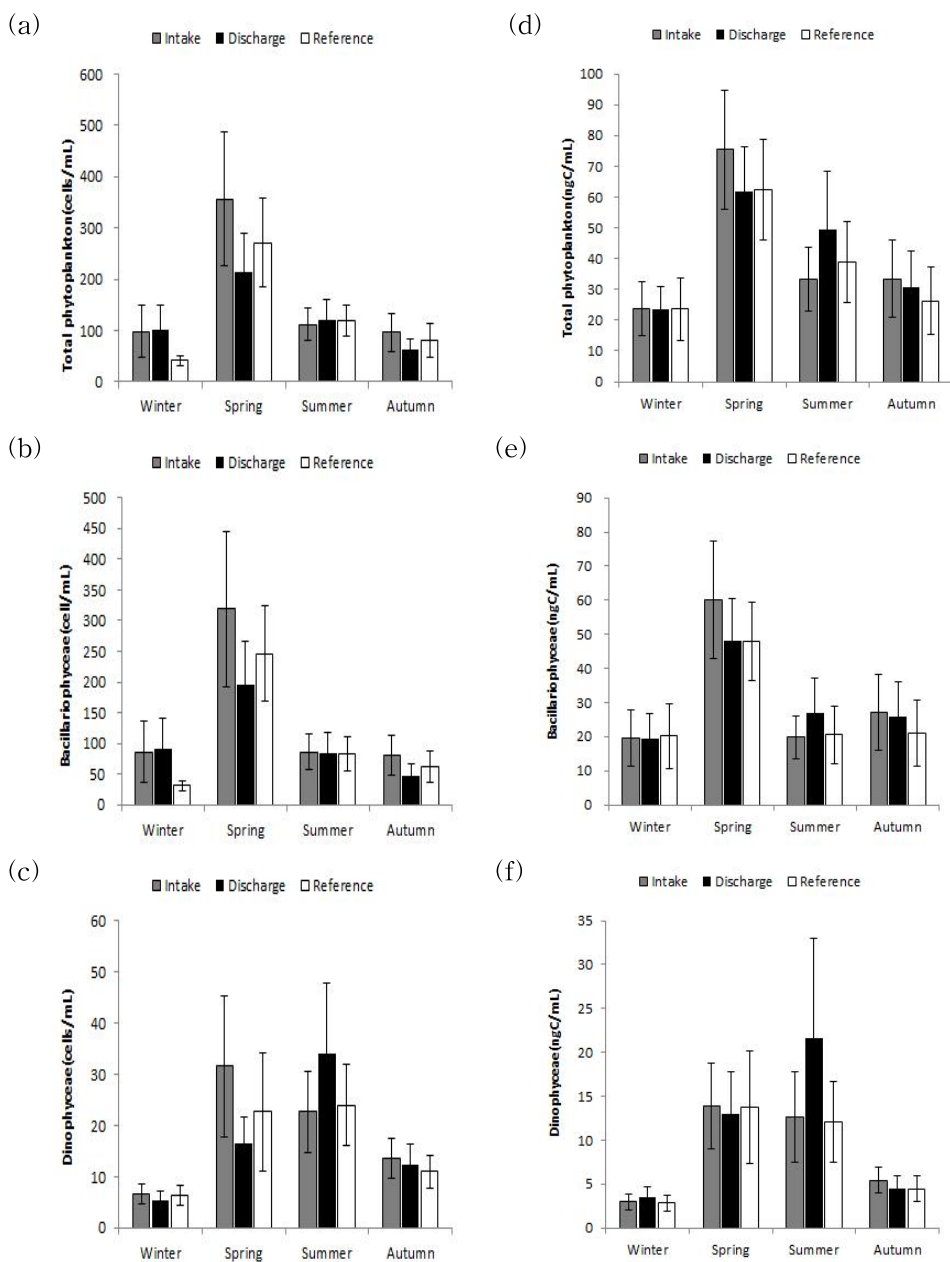 (a)
Intake Discharge Reference
Total phytoplankton(cells/mL)
600
500
400
300
200
100
0
Winter Spring Summer Autumn
(d)
Intake Discharge Reference
Total phytoplankton(ngC/mL)
100
90
80
70
60
50
40
30
20
10
0
Winter Spring Summer Autumn
(b)
Intake Discharge Reference
Bacillariophyceae(cell/mL)
500
450
400
350
300
250
200
150
100
50
0
Winter Spring Summer Autumn
(e)
Intake Discharge Reference
Bacillariophyceae(ngC/mL)
90
80
70
60
50
40
30
20
10
0
Winter Spring Summer Autumn
(c)
Intake Discharge Reference
Dinophyceae(cells/mL)
60
50
40
30
20
10
0
Winter Spring Summer Autumn
(f)
Intake Discharge Reference
Dinophyceae(ngC/mL)
35
30
25
20
15
10
5
0
Winter Spring Summer Autumn